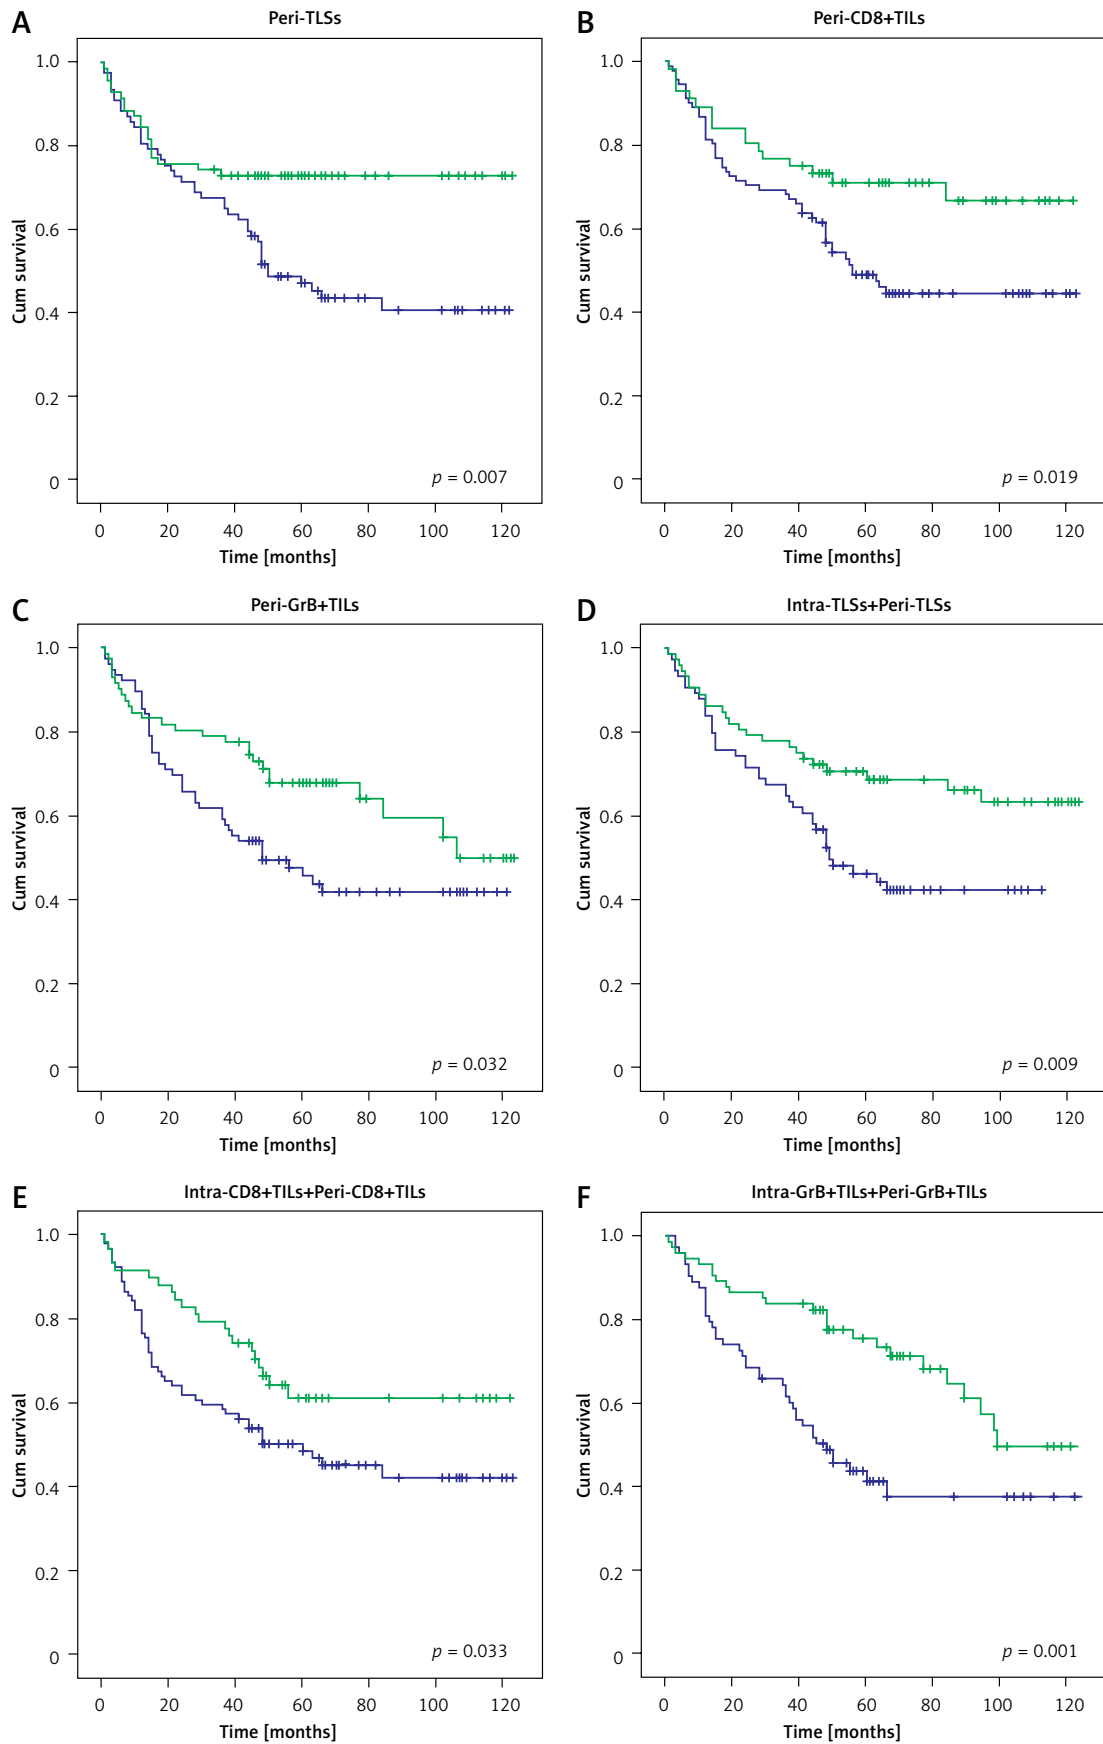 A
Peri-TLSs
1.0
0.8
0.6
0.4
0.2
0
Cum survival
p = 0.007
0 20 40 60 80 100 120
Time [months]
B
Peri-CD8+TILs
1.0
0.8
0.6
0.4
0.2
0
Cum survival
p = 0.019
0 20 40 60 80 100 120
Time [months]
C
Peri-GrB+TILs
1.0
0.8
0.6
0.4
0.2
0
Cum survival
p = 0.032
0 20 40 60 80 100 120
Time [months]
D
Intra-TLSs+Peri-TLSs
1.0
0.8
0.6
0.4
0.2
0
Cum survival
p = 0.009
0 20 40 60 80 100 120
Time [months]
E
Intra-CD8+TILs+Peri-CD8+TILs
1.0
0.8
0.6
0.4
0.2
0
Cum survival
p = 0.033
0 20 40 60 80 100 120
Time [months]
F
Intra-GrB+TILs+Peri-GrB+TILs
1.0
0.8
0.6
0.4
0.2
0
Cum survival
p = 0.001
0 20 40 60 80 100 120
Time [months]